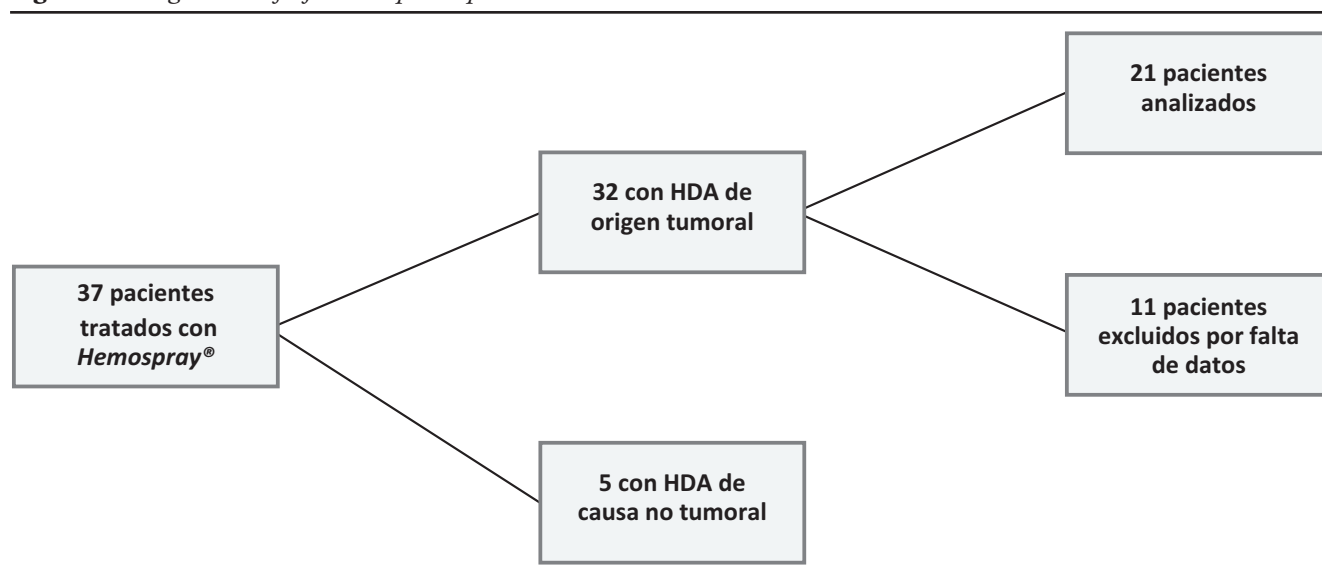 37 pacientes
tratados con
Hemospray®
32 con HDA de
origen tumoral
5 con HDA de
causa no tumoral
21 pacientes
analizados
11 pacientes
excluidos por falta
de datos